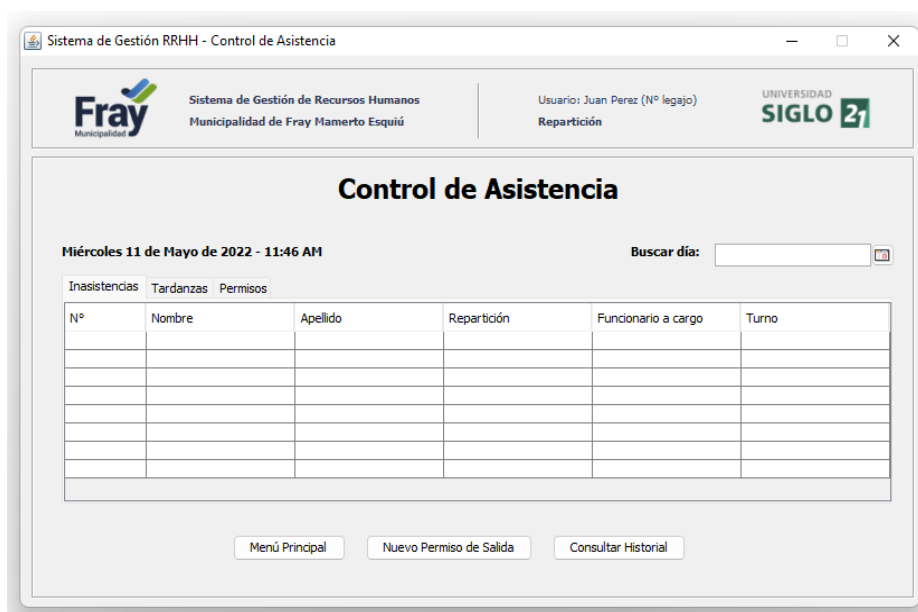 Sistema de Gestión RRHH - Control de Asistencia
Fray
Municipalidad
Sistema de Gestión de Recursos Humanos
Municipalidad de Fray Mamerto Esquiú
Usuario: Juan Perez (Nº legajo)
Repartición
UNIVERSIDAD
SIGLO 21
Control de Asistencia
Miércoles 11 de Mayo de 2022 - 11:46 AM
Buscar día:
Inasistencias Tardanzas Permisos
Nº Nombre Apellido Repartición Funcionario a cargo Turno
Menú Principal Nuevo Permiso de Salida Consultar Historial